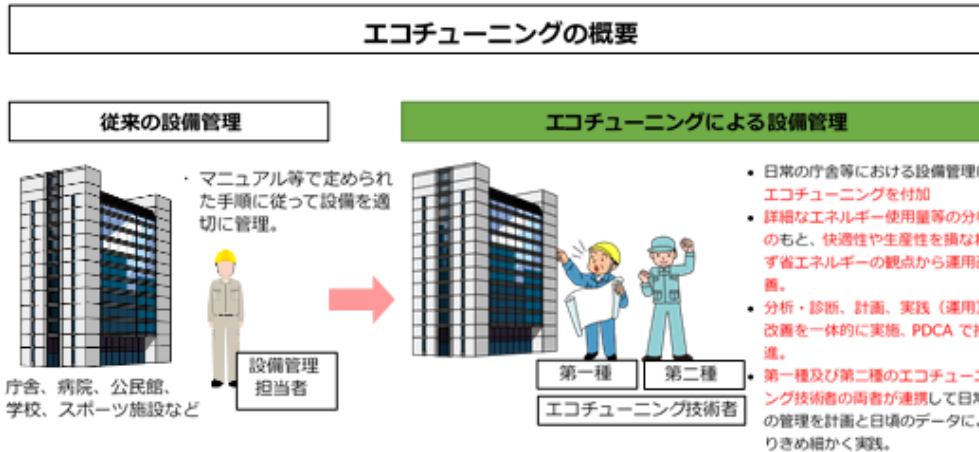 エコチューニングの概要
従来の設備管理
・ マニュアル等で定められ
た手順に従って設備を適
切に管理。
設備管理
担当者
庁舎、病院、公民館、
学校、スポーツ施設など
エコチューニングによる設備管理
第一種
第二種
エコチューニング技術者
• 日常の庁舎等における設備管理
エコチューニングを付加
• 詳細なエネルギー使用量等の分
のもと、快適性や生産性を損な
ず省エネルギーの観点から運用
善。
• 分析・診断、計画、実践（運用
改善を一体的に実施、PDCA で
進。
• 第一種及び第二種のエコチュー
ング技術者の両者が連携して日
の管理を計画と日頃のデータに
りきめ細かく実践。